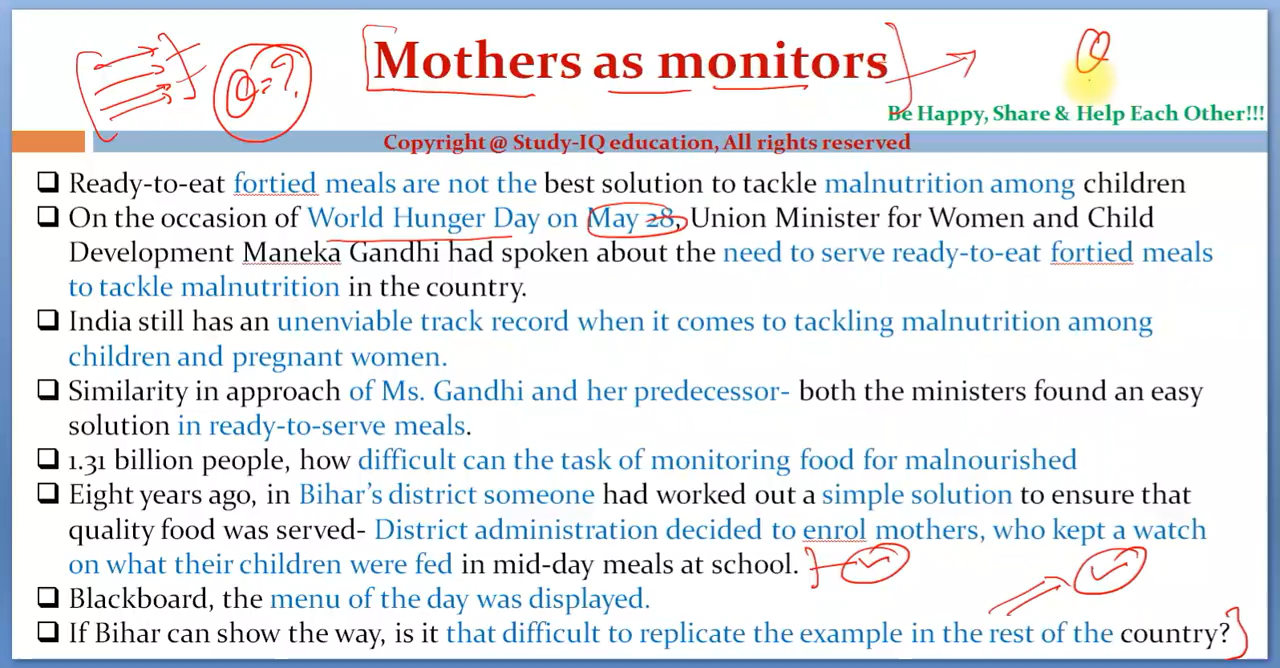 Mothers as monitors
Q=?
Q
Be Happy, Share & Help Each Other!!!
Copyright @ Study-IQ education, All rights reserved
❑ Ready-to-eat fortied meals are not the best solution to tackle malnutrition among children
❑ On the occasion of World Hunger Day on May 28, Union Minister for Women and Child
Development Maneka Gandhi had spoken about the need to serve ready-to-eat fortied meals
to tackle malnutrition in the country.
❑ India still has an unenviable track record when it comes to tackling malnutrition among
children and pregnant women.
❑ Similarity in approach of Ms. Gandhi and her predecessor- both the ministers found an easy
solution in ready-to-serve meals.
❑ 1.31 billion people, how difficult can the task of monitoring food for malnourished
❑ Eight years ago, in Bihar's district someone had worked out a simple solution to ensure that
quality food was served- District administration decided to enrol mothers, who kept a watch
on what their children were fed in mid-day meals at school.
❑ Blackboard, the menu of the day was displayed.
❑ If Bihar can show the way, is it that difficult to replicate the example in the rest of the country?